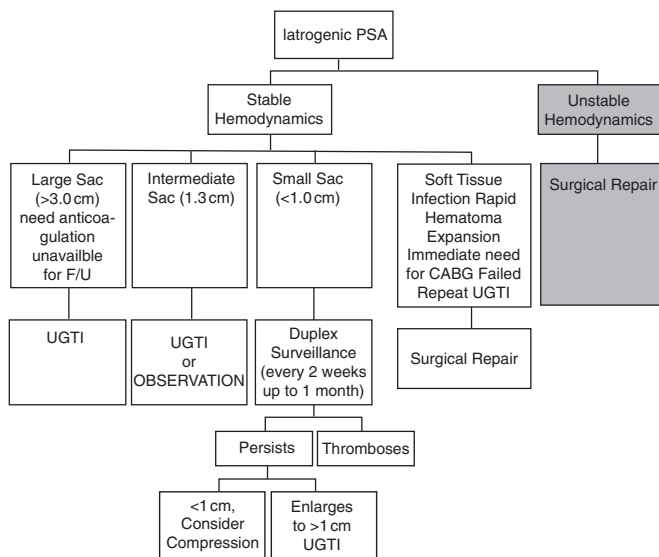 Iatrogenic PSA
Stable
Hemodynamics
Unstable
Hemodynamics
Large Sac
(>3.0 cm)
need anticoa-
gulation
unavailble
for F/U
Intermediate
Sac (1.3 cm)
Small Sac
(<1.0 cm)
Soft Tissue
Infection Rapid
Hematoma
Expansion
Immediate need
for CABG Failed
Repeat UGTI
Surgical Repair
UGTI
UGTI
or
OBSERVATION
Duplex
Surveillance
(every 2 weeks
up to 1 month)
Surgical Repair
Persists
Thromboses
<1 cm,
Consider
Compression
Enlarges
to >1 cm
UGTI